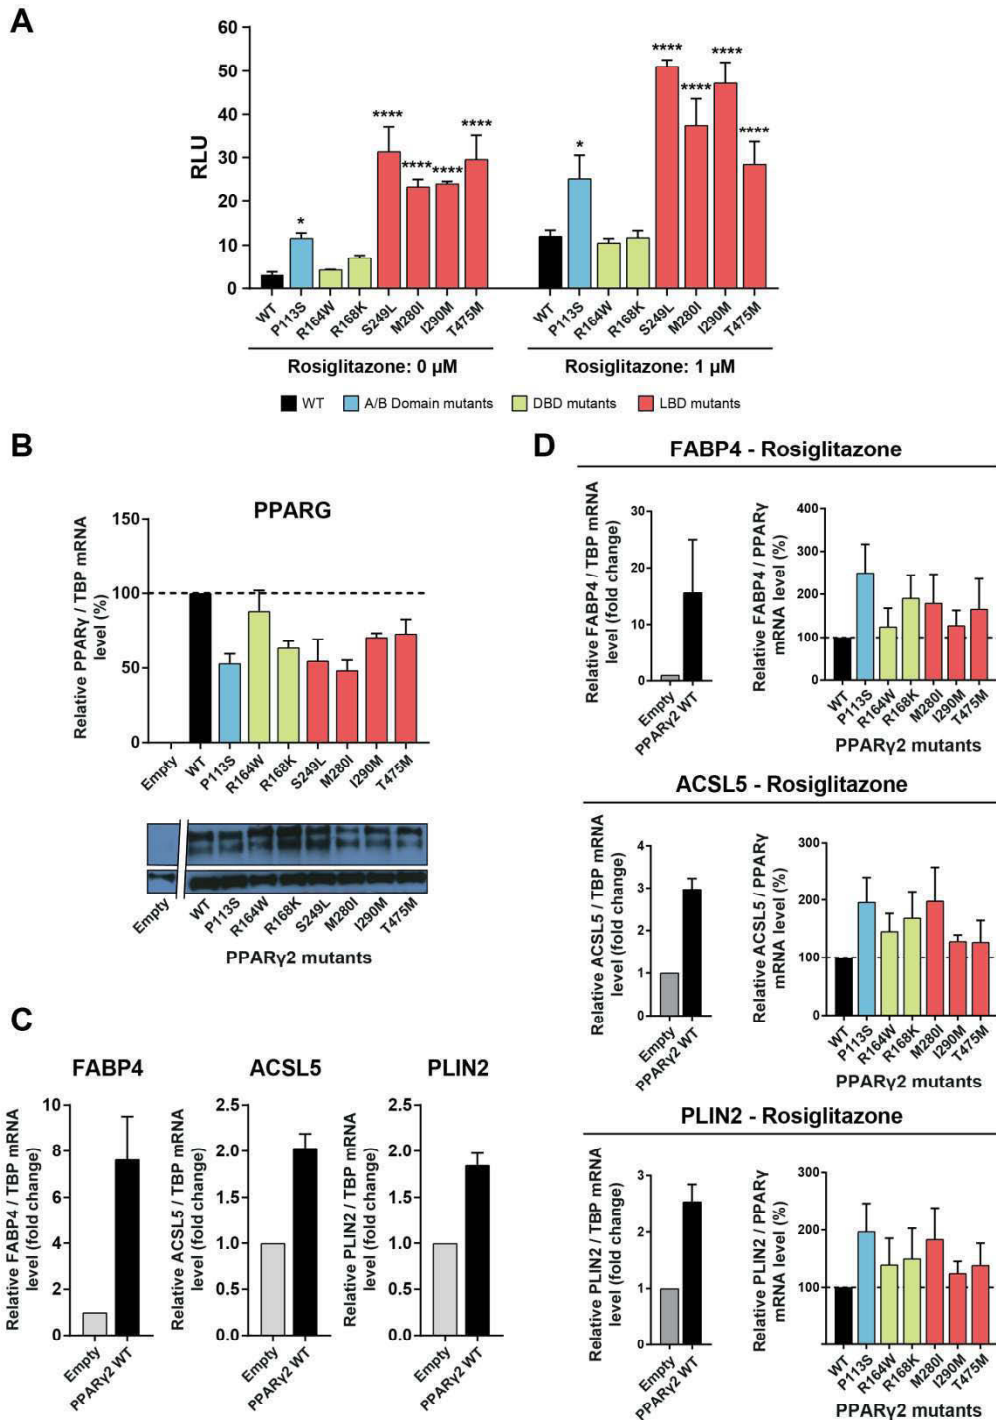 A
RLU
60
50
40
30
20
10
0
*
****
****
****
****
*
****
****
****
****
WT
P113S
R164W
R168K
S249L
M280I
I290M
T475M
WT
P113S
R164W
R168K
S249L
M280I
I290M
T475M
Rosiglitazone: 0 µM
Rosiglitazone: 1 µM
WT
A/B Domain mutants
DBD mutants
LBD mutants
B
PPARG
Relative PPARγ / TBP mRNA
level (%)
150
100
50
0
Empty
WT
P113S
R164W
R168K
S249L
M280I
I290M
T475M
Empty
WT
P113S
R164W
R168K
S249L
M280I
I290M
T475M
PPARγ2 mutants
C
FABP4
Relative FABP4 / TBP mRNA
level (fold change)
10
8
6
4
2
0
Empty
PPARγ2 WT
ACSL5
Relative ACSL5 / TBP mRNA
level (fold change)
2.5
2.0
1.5
1.0
0.5
0.0
Empty
PPARγ2 WT
PLIN2
Relative PLIN2 / TBP mRNA
level (fold change)
2.5
2.0
1.5
1.0
0.5
0.0
Empty
PPARγ2 WT
D
FABP4 - Rosiglitazone
Relative FABP4 / TBP mRNA
level (fold change)
30
20
10
0
Empty
PPARγ2 WT
Relative FABP4 / PPARγ
mRNA level (%)
400
300
200
100
0
WT
P113S
R164W
R168K
M280I
I290M
T475M
PPARγ2 mutants
ACSL5 - Rosiglitazone
Relative ACSL5 / TBP mRNA
level (fold change)
4
3
2
1
0
Empty
PPARγ2 WT
Relative ACSL5 / PPARγ
mRNA level (%)
300
200
100
0
WT
P113S
R164W
R168K
M280I
I290M
T475M
PPARγ2 mutants
PLIN2 - Rosiglitazone
Relative PLIN2 / TBP mRNA
level (fold change)
3
2
1
0
Empty
PPARγ2 WT
Relative PLIN2 / PPARγ
mRNA level (%)
300
200
100
0
WT
P113S
R164W
R168K
M280I
I290M
T475M
PPARγ2 mutants